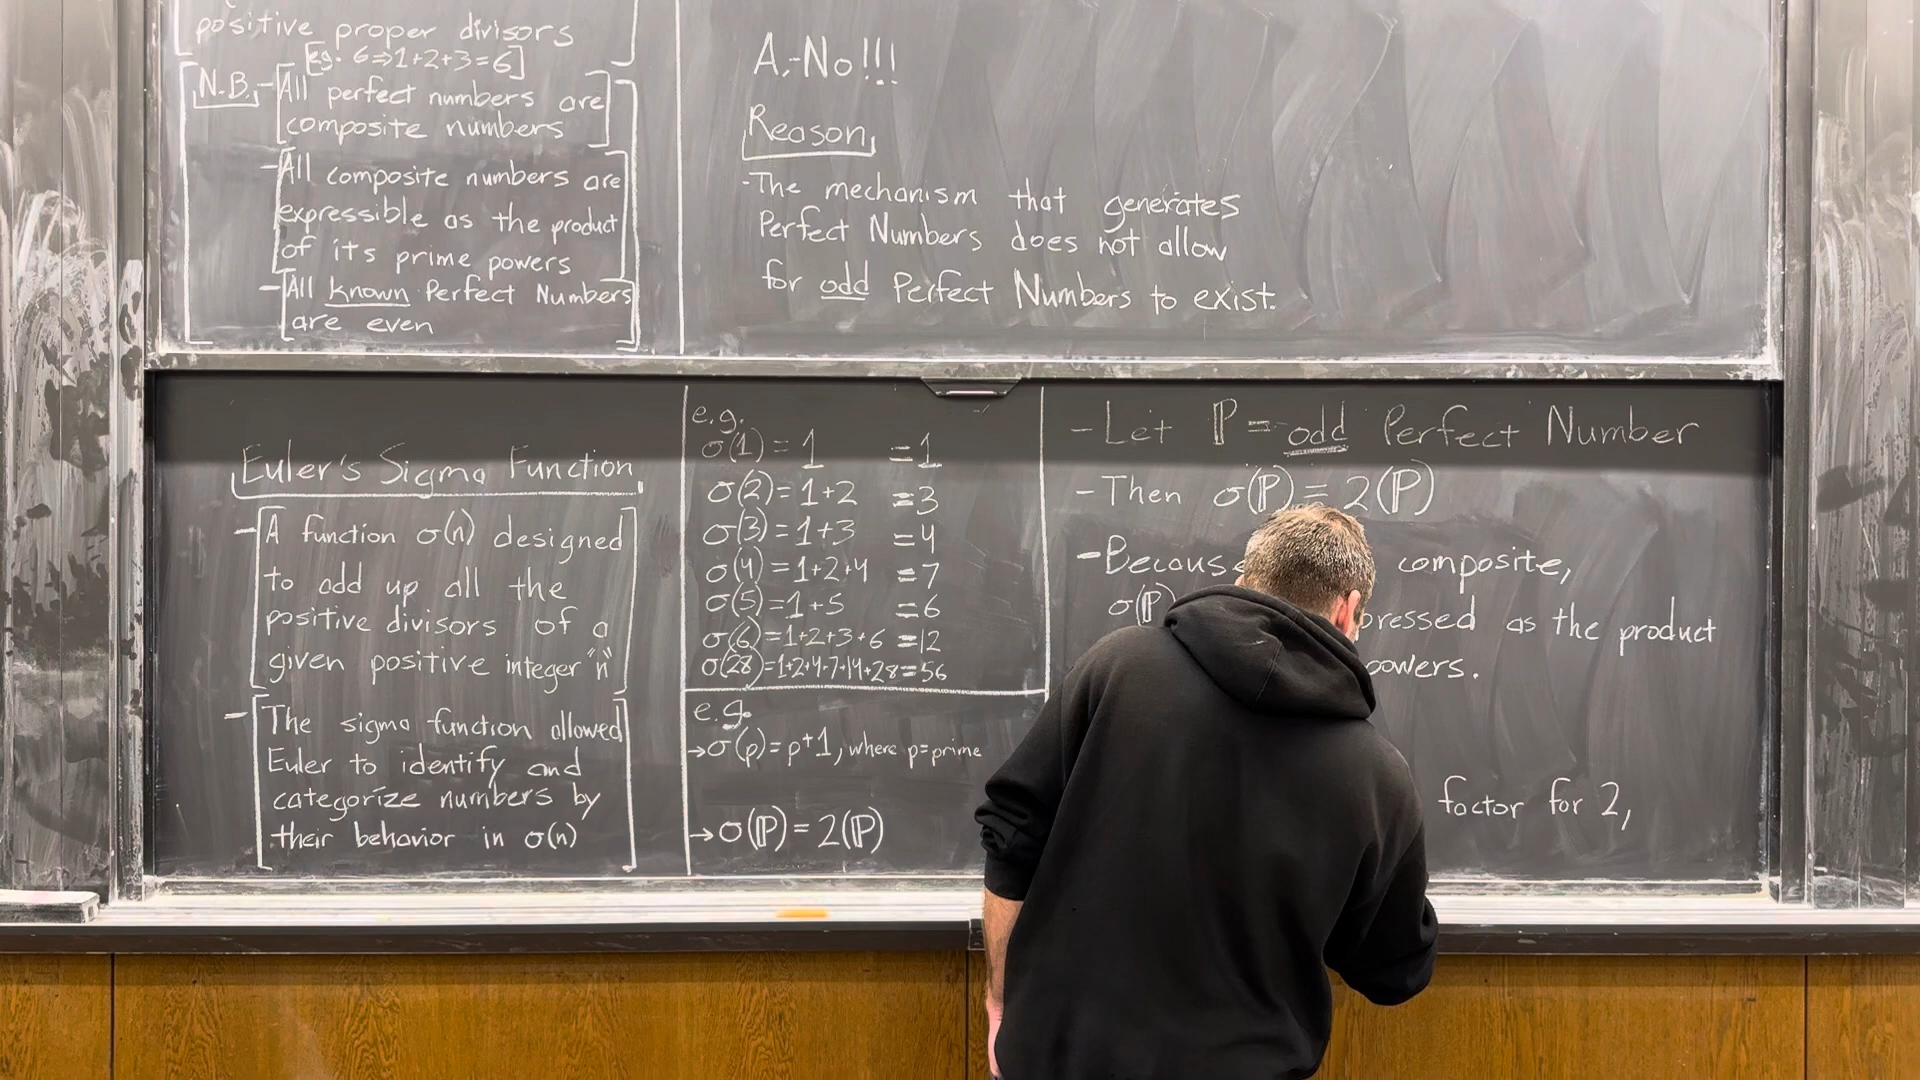 positive proper divisors
[eg. 6⇒1+2+3=6]
N.B. - All perfect numbers are
composite numbers
- All composite numbers are
expressible as the product
of its prime powers
- All known Perfect Numbers
are even
A.-No!!!
Reason
- The mechanism that generates
Perfect Numbers does not allow
for odd Perfect Numbers to exist.
Euler's Sigma Function
- A function σ(n) designed
to add up all the
positive divisors of a
given positive integer "n"
- The sigma function allowed
Euler to identify and
categorize numbers by
their behavior in σ(n)
e.g.
σ(1) = 1 = 1
σ(2) = 1+2 = 3
σ(3) = 1+3 = 4
σ(4) = 1+2+4 = 7
σ(5) = 1+5 = 6
σ(6) = 1+2+3+6 = 12
σ(28) = 1+2+4+7+14+28 = 56
e.g.
→ σ(p) = p+1, where p=prime
→ σ(ℙ) = 2(ℙ)
- Let ℙ = odd Perfect Number
- Then σ(ℙ) = 2(ℙ)
- composite,
σ(ℙ) as the product
factor for 2,